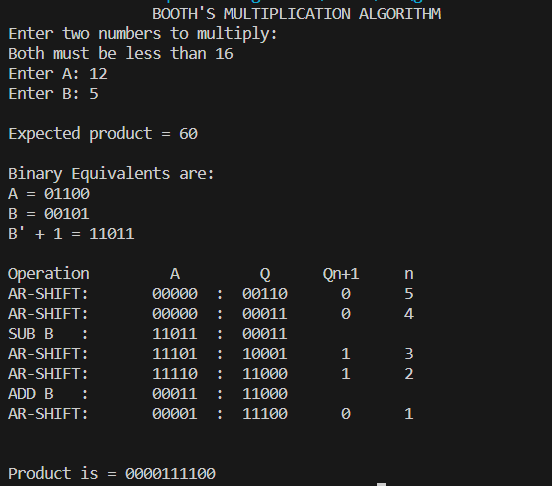 BOOTH'S MULTIPLICATION ALGORITHM
Enter two numbers to multiply:
Both must be less than 16
Enter A: 12
Enter B: 5
Expected product = 60
Binary Equivalents are:
A = 01100
B = 00101
B' + 1 = 11011
Operation A Q Qn+1 n
AR-SHIFT: 00000 : 00110 0 5
AR-SHIFT: 00000 : 00011 0 4
SUB B : 11011 : 00011
AR-SHIFT: 11101 : 10001 1 3
AR-SHIFT: 11110 : 11000 1 2
ADD B : 00011 : 11000
AR-SHIFT: 00001 : 11100 0 1
Product is = 0000111100